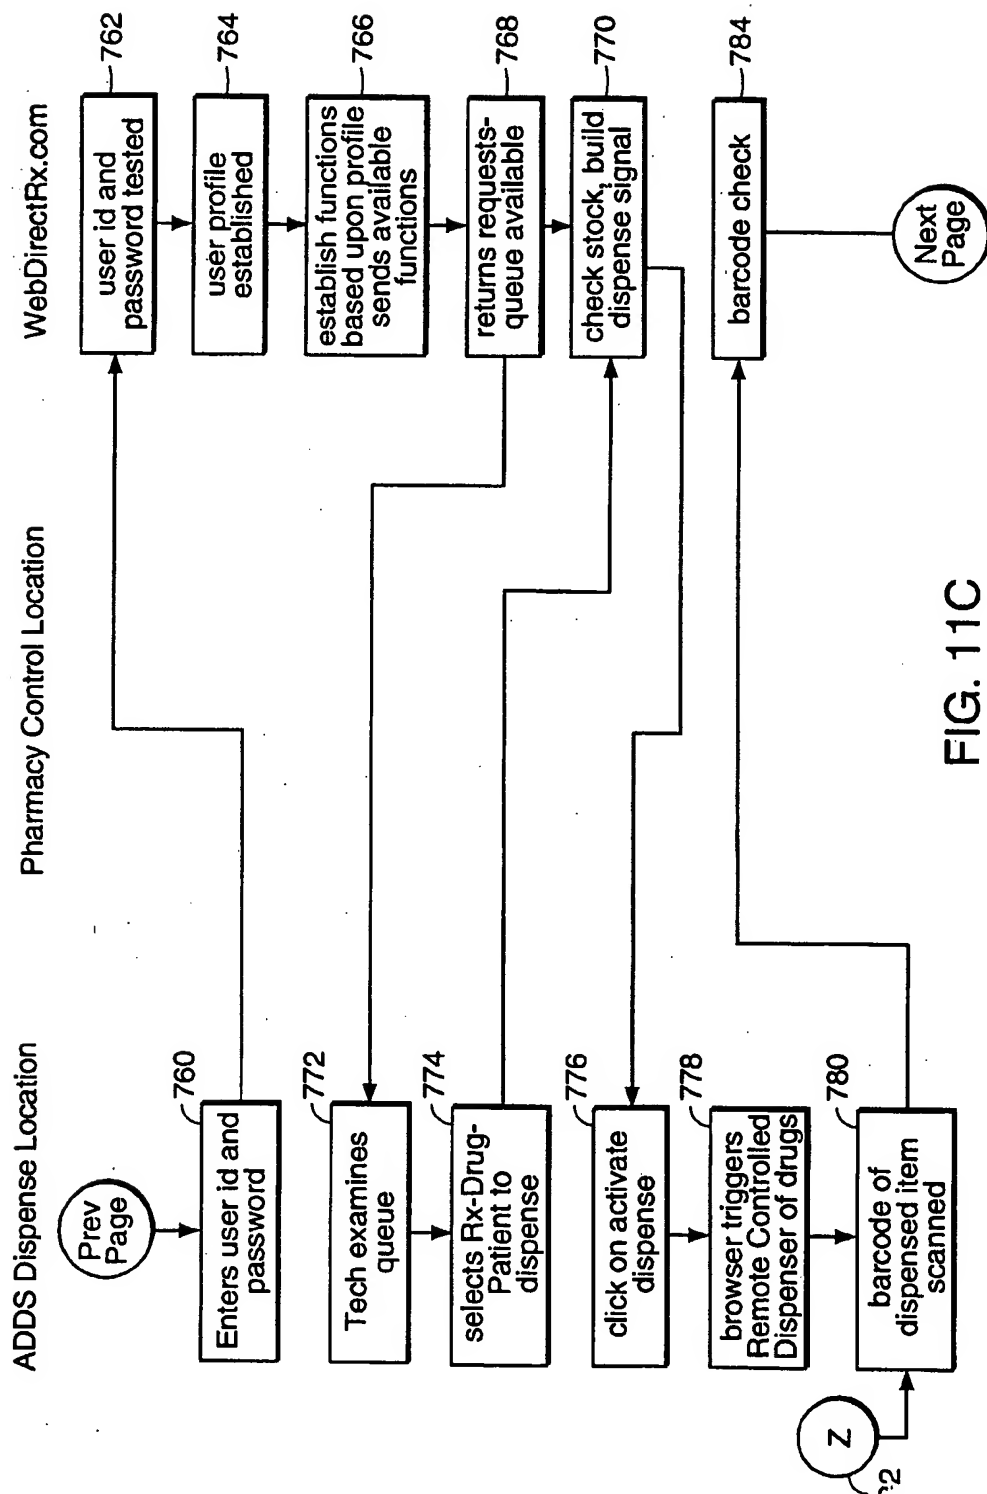 ADDS Dispense Location
Pharmacy Control Location
WebDirectRx.com
Prev
Page
760
Enters user id and
password
762
user id and
password tested
764
user profile
established
766
establish functions
based upon profile
sends available
functions
768
returns requests-
queue available
772
Tech examines
queue
774
selects Rx-Drug-
Patient to
dispense
770
check stock, build
dispense signal
776
click on activate
dispense
778
browser triggers
Remote Controlled
Dispenser of drugs
780
barcode of
dispensed item
scanned
Z
784
barcode check
Next
Page
FIG. 11C